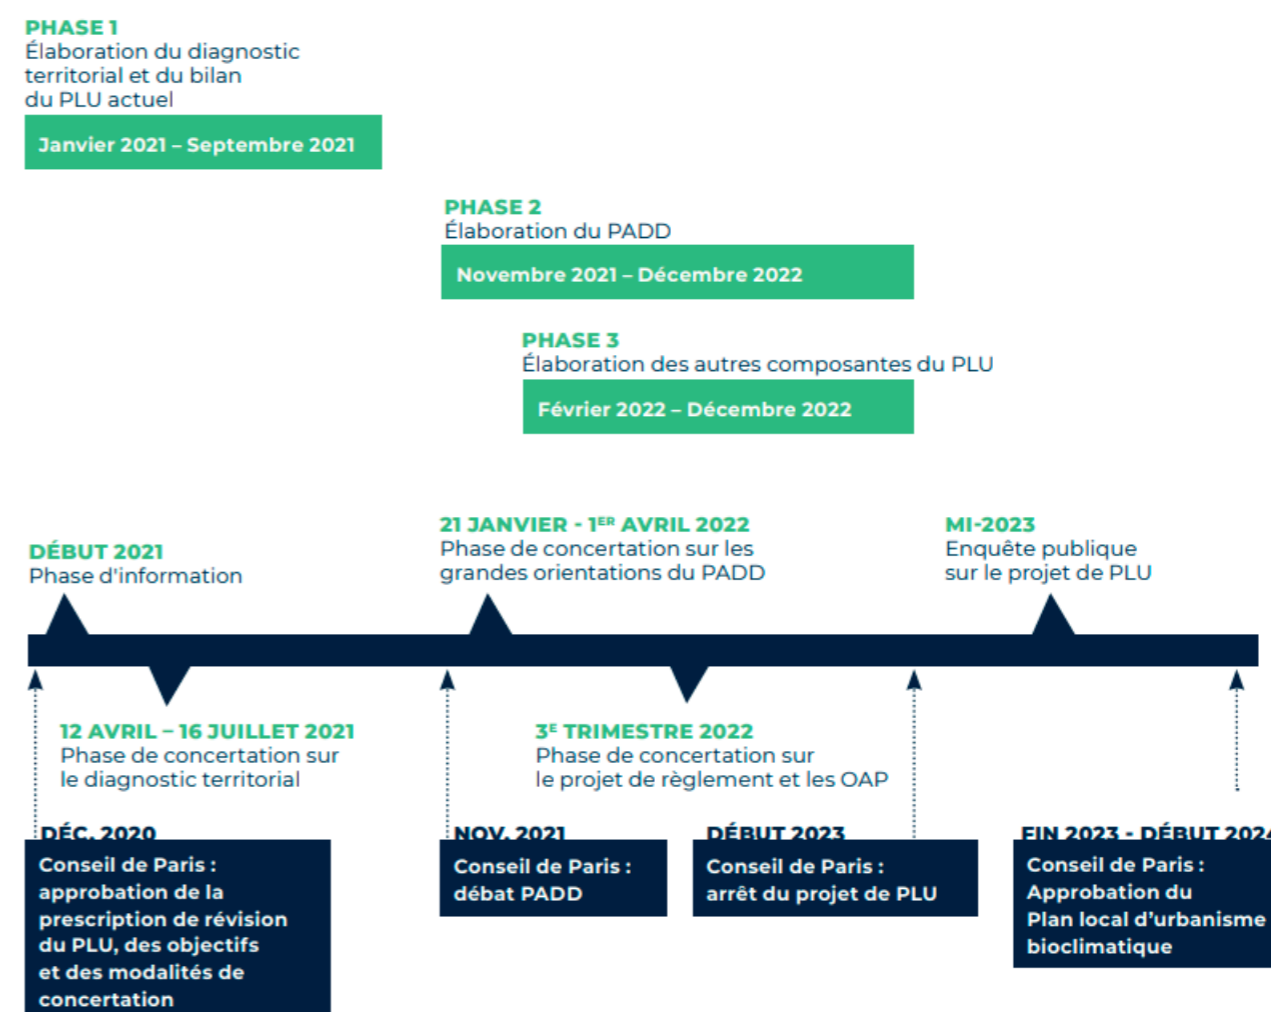 PHASE 1
Élaboration du diagnostic
territorial et du bilan
du PLU actuel
Janvier 2021 – Septembre 2021
PHASE 2
Élaboration du PADD
Novembre 2021 – Décembre 2022
PHASE 3
Élaboration des autres composantes du PLU
Février 2022 – Décembre 2022
DÉBUT 2021
Phase d'information
21 JANVIER - 1ER AVRIL 2022
Phase de concertation sur les
grandes orientations du PADD
MI-2023
Enquête publique
sur le projet de PLU
12 AVRIL – 16 JUILLET 2021
Phase de concertation sur
le diagnostic territorial
3E TRIMESTRE 2022
Phase de concertation sur
le projet de règlement et les OAP
DÉC. 2020
Conseil de Paris :
approbation de la
prescription de révision
du PLU, des objectifs
et des modalités de
concertation
NOV. 2021
Conseil de Paris :
débat PADD
DÉBUT 2023
Conseil de Paris :
arrêt du projet de PLU
FIN 2023 - DÉBUT 2024
Conseil de Paris :
Approbation du
Plan local d’urbanisme
bioclimatique